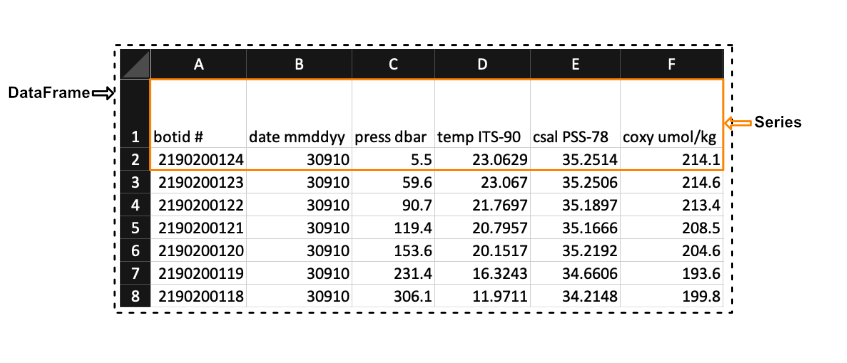 A B C D E F
DataFrame
Series
1 botid # date mmddyy press dbar temp ITS-90 csal PSS-78 coxy umol/kg
2 2190200124 30910 5.5 23.0629 35.2514 214.1
3 2190200123 30910 59.6 23.067 35.2506 214.6
4 2190200122 30910 90.7 21.7697 35.1897 213.4
5 2190200121 30910 119.4 20.7957 35.1666 208.5
6 2190200120 30910 153.6 20.1517 35.2192 204.6
7 2190200119 30910 231.4 16.3243 34.6606 193.6
8 2190200118 30910 306.1 11.9711 34.2148 199.8